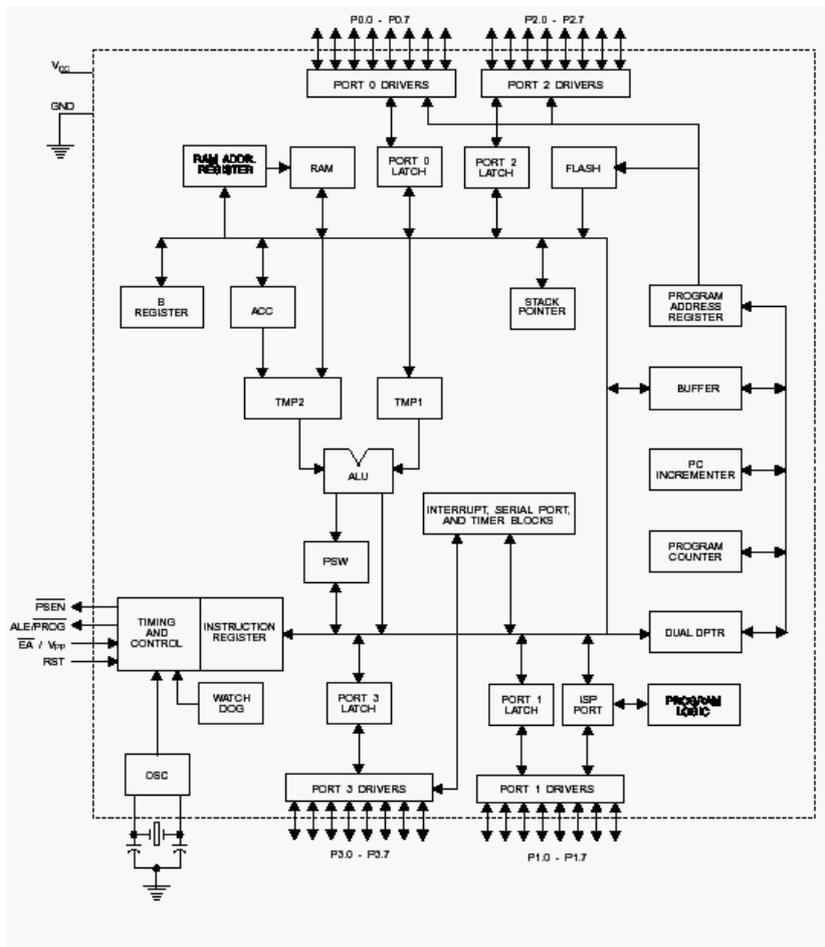 P0.0 - P0.7
P2.0 - P2.7
VCC
GND
PORT 0 DRIVERS
PORT 2 DRIVERS
RAM ADDR.
REGISTER
RAM
PORT 0
LATCH
PORT 2
LATCH
FLASH
B
REGISTER
ACC
STACK
POINTER
PROGRAM
ADDRESS
REGISTER
TMP2
TMP1
BUFFER
ALU
PC
INCREMENTER
INTERRUPT, SERIAL PORT,
AND TIMER BLOCKS
PSW
PROGRAM
COUNTER
PSEN
ALE/PROG
EA / VPP
RST
TIMING
AND
CONTROL
INSTRUCTION
REGISTER
DUAL DPTR
WATCH
DOG
PORT 3
LATCH
PORT 1
LATCH
ISP
PORT
PROGRAM
LOGIC
OSC
PORT 3 DRIVERS
PORT 1 DRIVERS
P3.0 - P3.7
P1.0 - P1.7